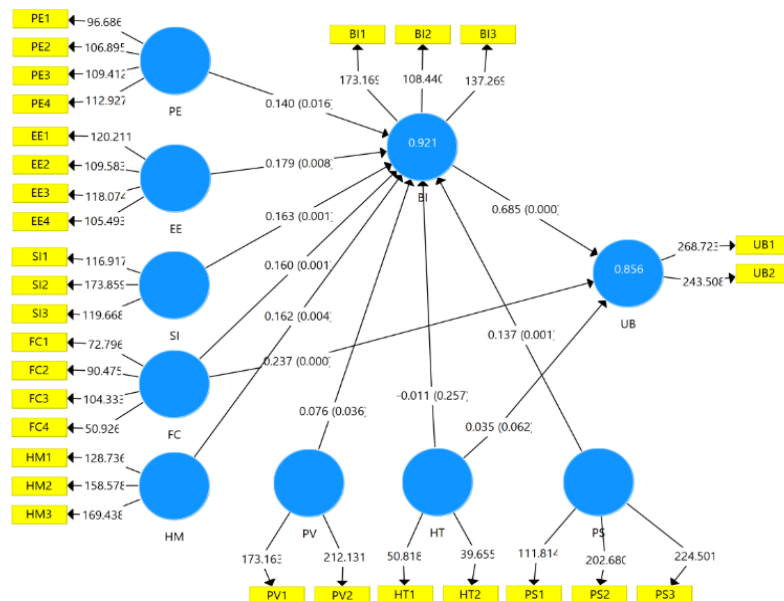 PE1
96.686
PE2
106.895
PE3
109.412
PE4
112.927
PE
BI1
BI2
BI3
173.169
108.440
137.269
0.921
BI
0.140 (0.016)
EE1
120.211
EE2
109.583
EE3
118.074
EE4
105.493
EE
0.179 (0.008)
SI1
116.917
SI2
173.859
SI3
119.668
SI
0.163 (0.001)
0.160 (0.001)
0.162 (0.004)
0.685 (0.000)
0.856
UB
268.723
UB1
243.508
UB2
FC1
72.796
FC2
90.475
FC3
104.333
FC4
50.926
FC
0.237 (0.000)
0.137 (0.001)
0.076 (0.036)
-0.011 (0.257)
0.035 (0.062)
HM1
128.736
HM2
158.578
HM3
169.438
HM
PV
HT
PS
173.163
212.131
50.818
39.655
111.814
202.680
224.501
PV1
PV2
HT1
HT2
PS1
PS2
PS3